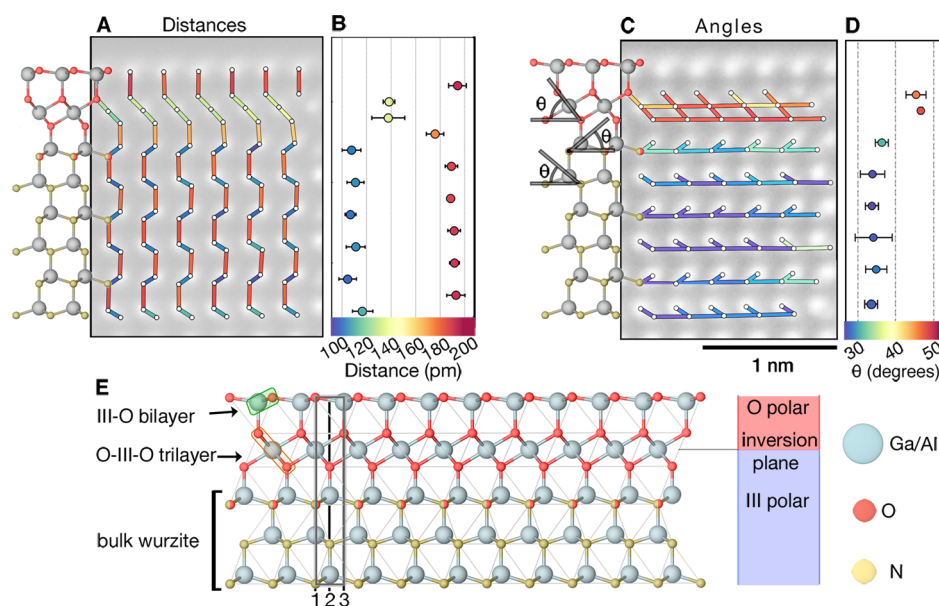 A Distances B
100 120 140 160 180 200
Distance (pm)
C Angles D
θ
θ
θ
30 40 50
θ (degrees)
1 nm
E
III-O bilayer
O-III-O trilayer
bulk wurzite
1 2 3
O polar
inversion
plane
III polar
Ga/Al
O
N